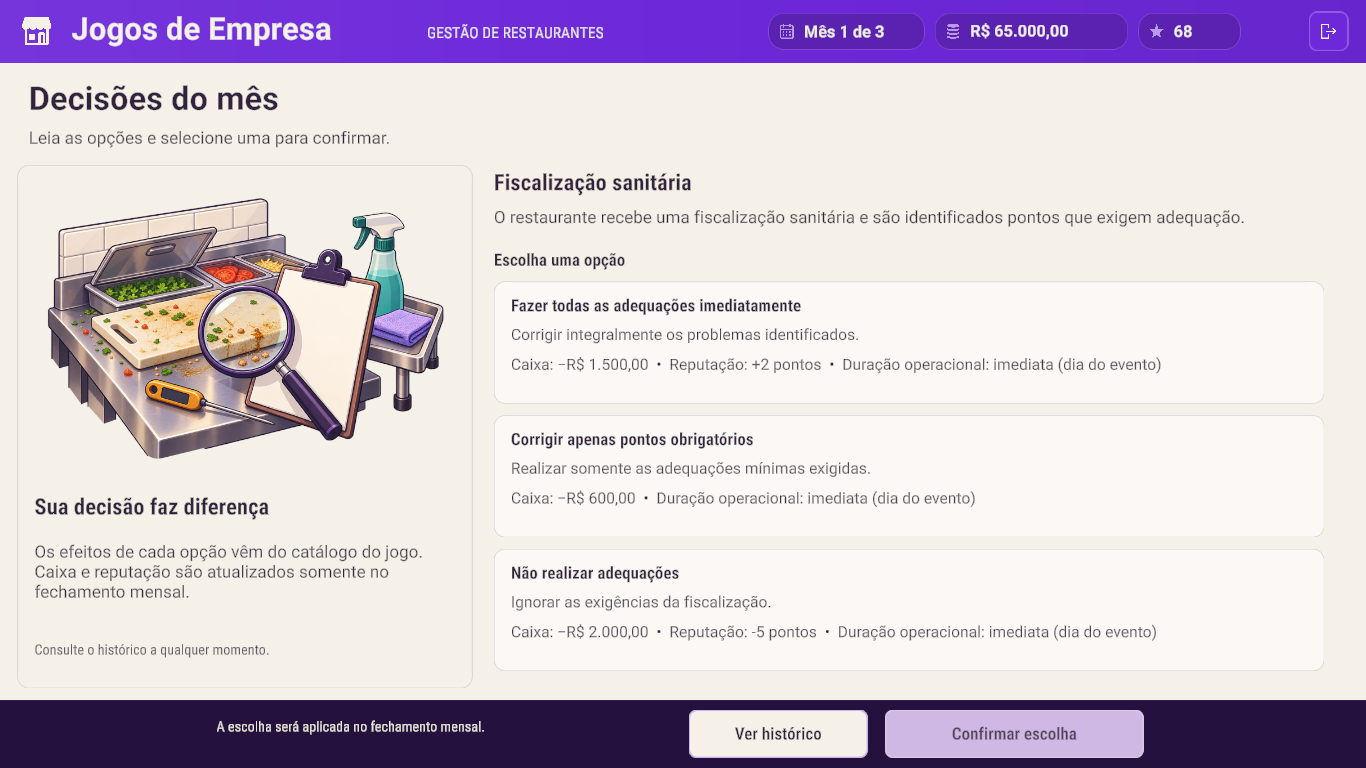 Jogos de Empresa
GESTÃO DE RESTAURANTES
Mês 1 de 3
R$ 65.000,00
68
Decisões do mês
Leia as opções e selecione uma para confirmar.
Sua decisão faz diferença
Os efeitos de cada opção vêm do catálogo do jogo.
Caixa e reputação são atualizados somente no
fechamento mensal.
Consulte o histórico a qualquer momento.
Fiscalização sanitária
O restaurante recebe uma fiscalização sanitária e são identificados pontos que exigem adequação.
Escolha uma opção
Fazer todas as adequações imediatamente
Corrigir integralmente os problemas identificados.
Caixa: −R$ 1.500,00 • Reputação: +2 pontos • Duração operacional: imediata (dia do evento)
Corrigir apenas pontos obrigatórios
Realizar somente as adequações mínimas exigidas.
Caixa: −R$ 600,00 • Duração operacional: imediata (dia do evento)
Não realizar adequações
Ignorar as exigências da fiscalização.
Caixa: −R$ 2.000,00 • Reputação: -5 pontos • Duração operacional: imediata (dia do evento)
A escolha será aplicada no fechamento mensal.
Ver histórico
Confirmar escolha